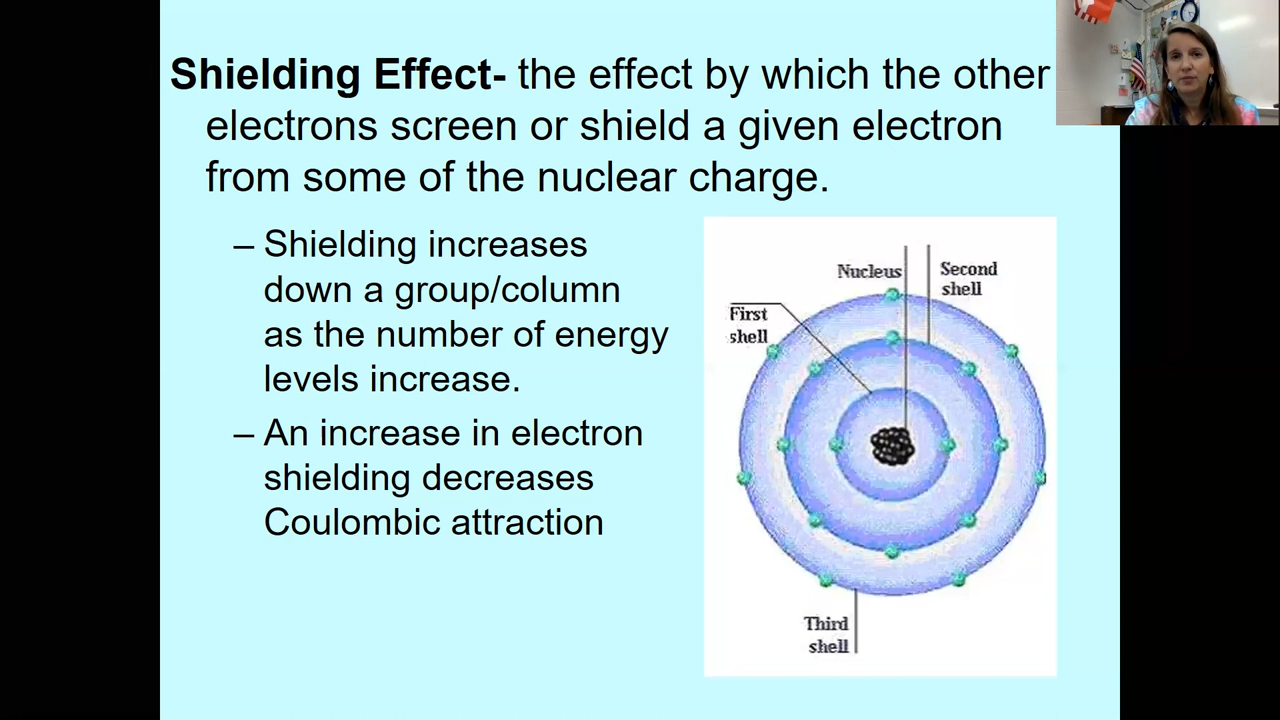 Shielding Effect- the effect by which the other
electrons screen or shield a given electron
from some of the nuclear charge.
– Shielding increases
down a group/column
as the number of energy
levels increase.
– An increase in electron
shielding decreases
Coulombic attraction
Nucleus
Second
shell
First
shell
Third
shell